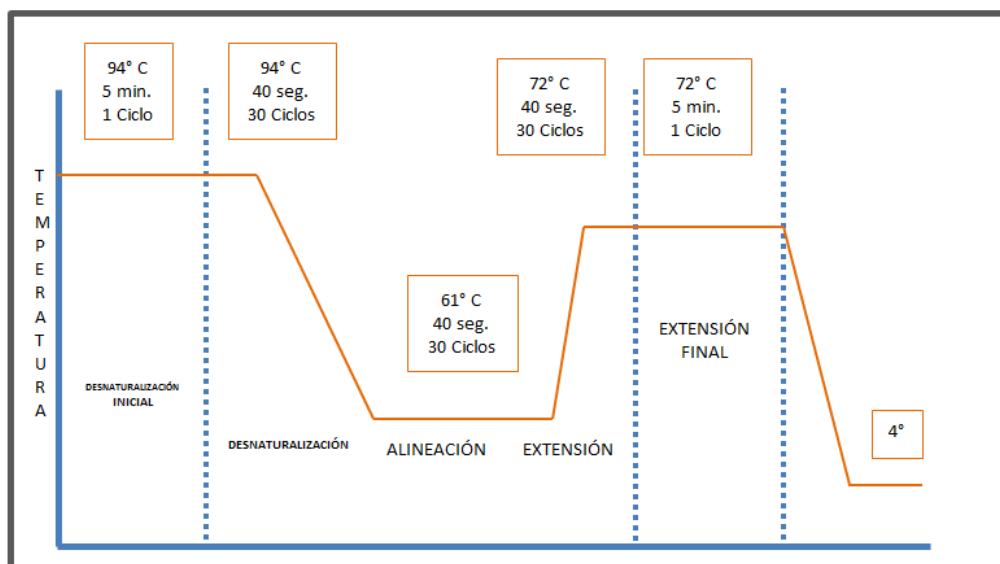 94° C
5 min.
1 Ciclo
94° C
40 seg.
30 Ciclos
72° C
40 seg.
30 Ciclos
72° C
5 min.
1 Ciclo
TEMPERATURA
61° C
40 seg.
30 Ciclos
EXTENSIÓN
FINAL
DESNATURALIZACIÓN
INICIAL
DESNATURALIZACIÓN
ALINEACIÓN
EXTENSIÓN
4°